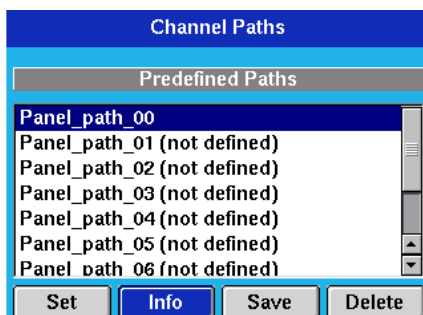 Channel Paths
Predefined Paths
Panel_path_00
Panel_path_01 (not defined)
Panel_path_02 (not defined)
Panel_path_03 (not defined)
Panel_path_04 (not defined)
Panel_path_05 (not defined)
Panel_path_06 (not defined)
Set Info Save Delete